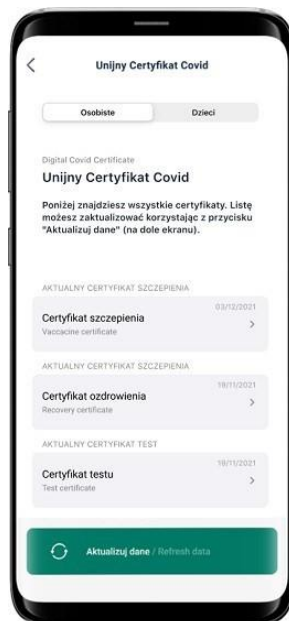 Unijny Certyfikat Covid
Osobiste Dzieci
Digital Covid Certificate
Unijny Certyfikat Covid
Poniżej znajdziesz wszystkie certyfikaty. Listę
możesz zaktualizować korzystając z przycisku
"Aktualizuj dane" (na dole ekranu).
AKTUALNY CERTYFIKAT SZCZEPIENIA
03/12/2021
Certyfikat szczepienia
Vaccacine certificate
AKTUALNY CERTYFIKAT SZCZEPIENIA
19/11/2021
Certyfikat ozdrowienia
Recovery certificate
AKTUALNY CERTYFIKAT TEST
19/11/2021
Certyfikat testu
Test certificate
Aktualizuj dane / Refresh data